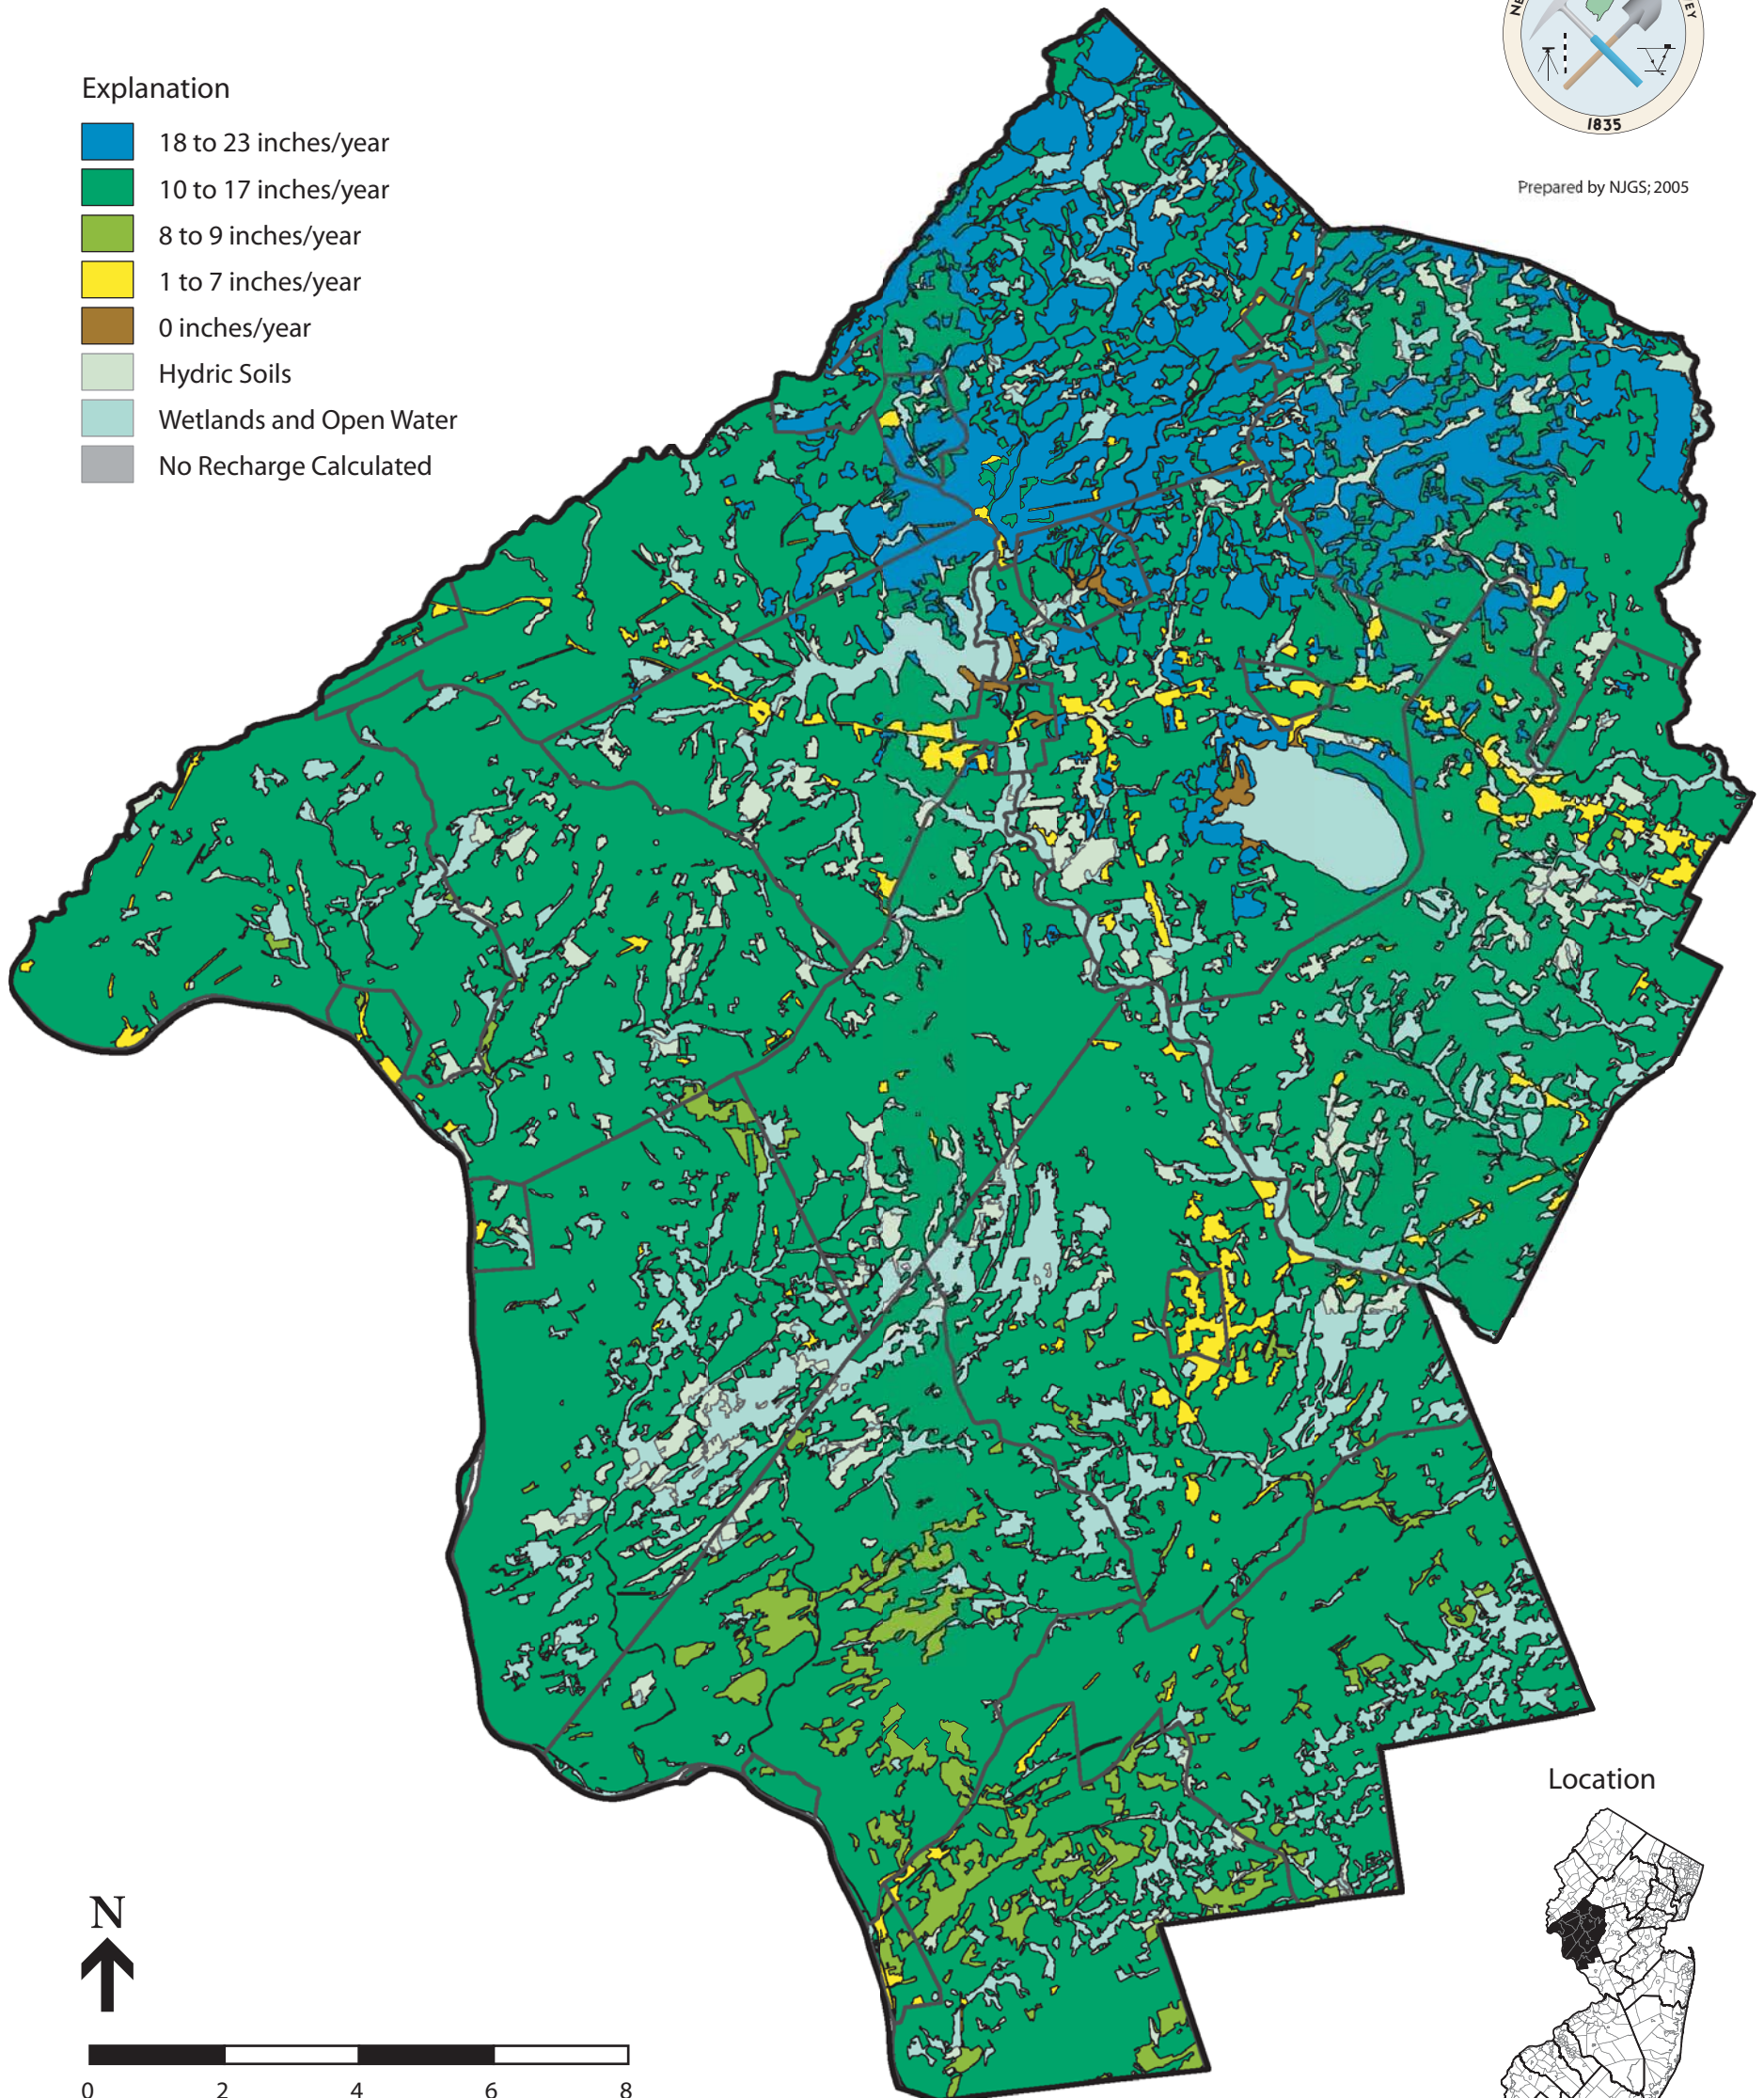 Explanation
18 to 23 inches/year
10 to 17 inches/year
8 to 9 inches/year
1 to 7 inches/year
0 inches/year
Hydric Soils
Wetlands and Open Water
No Recharge Calculated
1835
Prepared by NJGS; 2005
Location
N
0 2 4 6 8